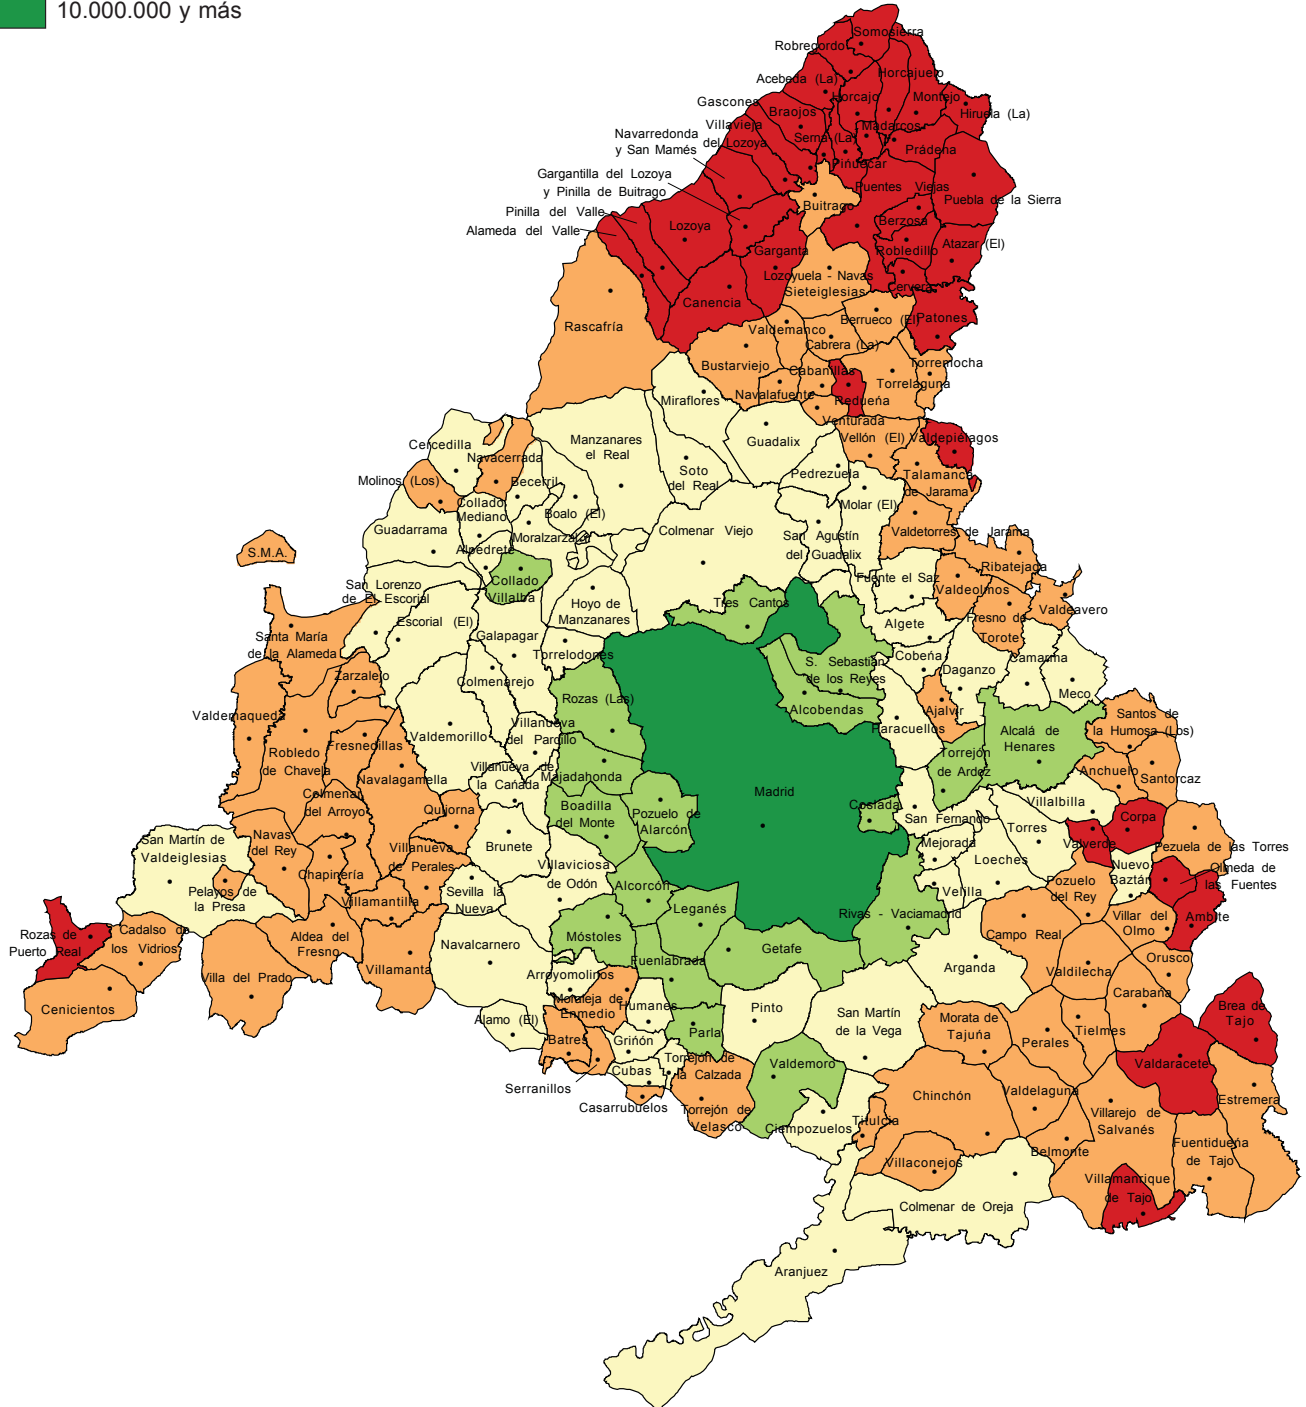 10.000.000 y más
Somosierra
Robregordo
Acebeda (La)
Horcajuelo
Horcajo
Montejo
Gascones
Braojos
Hiruela (La)
Villavieja
del Lozoya
Madarcos
Navarredonda
y San Mamés
Serna (La)
Prádena
Piñuecar
Gargantilla del Lozoya
y Pinilla de Buitrago
Puentes Viejas
Puebla de la Sierra
Pinilla del Valle
Buitrago
Alameda del Valle
Lozoya
Berzosa
Garganta
Robledillo
Atazar (El)
Lozoyuela - Navas
Sieteiglesias
Cervera
Canencia
Rascafría
Valdemanco
Berrueco (El)
Patones
Cabrera (La)
Bustarviejo
Cabanillas
Torremocha
Torrelaguna
Navalafuente
Redueña
Miraflores
Venturada
Cercedilla
Manzanares
el Real
Guadalix
Vellón (El)
Valdepiélagos
Navacerrada
Soto
del Real
Pedrezuela
Talamanca
de Jarama
Molinos (Los)
Becerril
Collado
Mediano
Boalo (El)
Molar (El)
Guadarrama
Moralzarzal
Colmenar Viejo
San Agustín
del Guadalix
Valdetorres de Jarama
S.M.A.
Alpedrete
Ribatejada
Collado
Villalba
San Lorenzo
de El Escorial
Fuente el Saz
Valdeolmos
Hoyo de
Manzanares
Tres Cantos
Valdeavero
Escorial (El)
Algete
Fresno de
Torote
Santa María
de la Alameda
Galapagar
Torrelodones
Cobeña
Camarma
S. Sebastián
de los Reyes
Daganzo
Zarzalejo
Colmenarejo
Meco
Rozas (Las)
Alcobendas
Ajalvir
Valdemaqueda
Villanueva
del Pardillo
Paracuellos
Santos de
la Humosa (Los)
Valdemorillo
Alcalá de
Henares
Robledo
de Chavela
Fresnedillas
Torrejón
de Ardoz
Navalagamella
Villanueva de
la Cañada
Majadahonda
Anchuelo
Santorcaz
Madrid
Colmenar
del Arroyo
Quijorna
Boadilla
del Monte
Pozuelo de
Alarcón
Coslada
San Fernando
Villalbilla
Corpa
Torres
San Martín de
Valdeiglesias
Navas
del Rey
Villanueva
de Perales
Brunete
Mejorada
Valverde
Pezuela de las Torres
Villaviciosa
de Odón
Loeches
Nuevo
Baztán
Olmeda de
las Fuentes
Chapinería
Pelayos de
la Presa
Sevilla la
Nueva
Alcorcón
Velilla
Pozuelo
del Rey
Villamantilla
Leganés
Rivas - Vaciamadrid
Villar del
Olmo
Ambite
Rozas de
Puerto Real
Cadalso de
los Vidrios
Aldea del
Fresno
Móstoles
Campo Real
Navalcarnero
Getafe
Orusco
Villa del Prado
Villamanta
Fuenlabrada
Arganda
Valdilecha
Arroyomolinos
Carabaña
Cenicientos
Moraleja de
Enmedio
Humanes
Pinto
San Martín
de la Vega
Brea de
Tajo
Alamo (El)
Morata de
Tajuña
Tielmes
Batres
Griñón
Parla
Perales
Torrejón de
la Calzada
Valdemoro
Valdaracete
Cubas
Serranillos
Chinchón
Valdelaguna
Casarrubuelos
Torrejón de
Velasco
Estremera
Ciempozuelos
Titulcia
Villarejo de
Salvanés
Fuentidueña
de Tajo
Belmonte
Villaconejos
Villamanrique
de Tajo
Colmenar de Oreja
Aranjuez